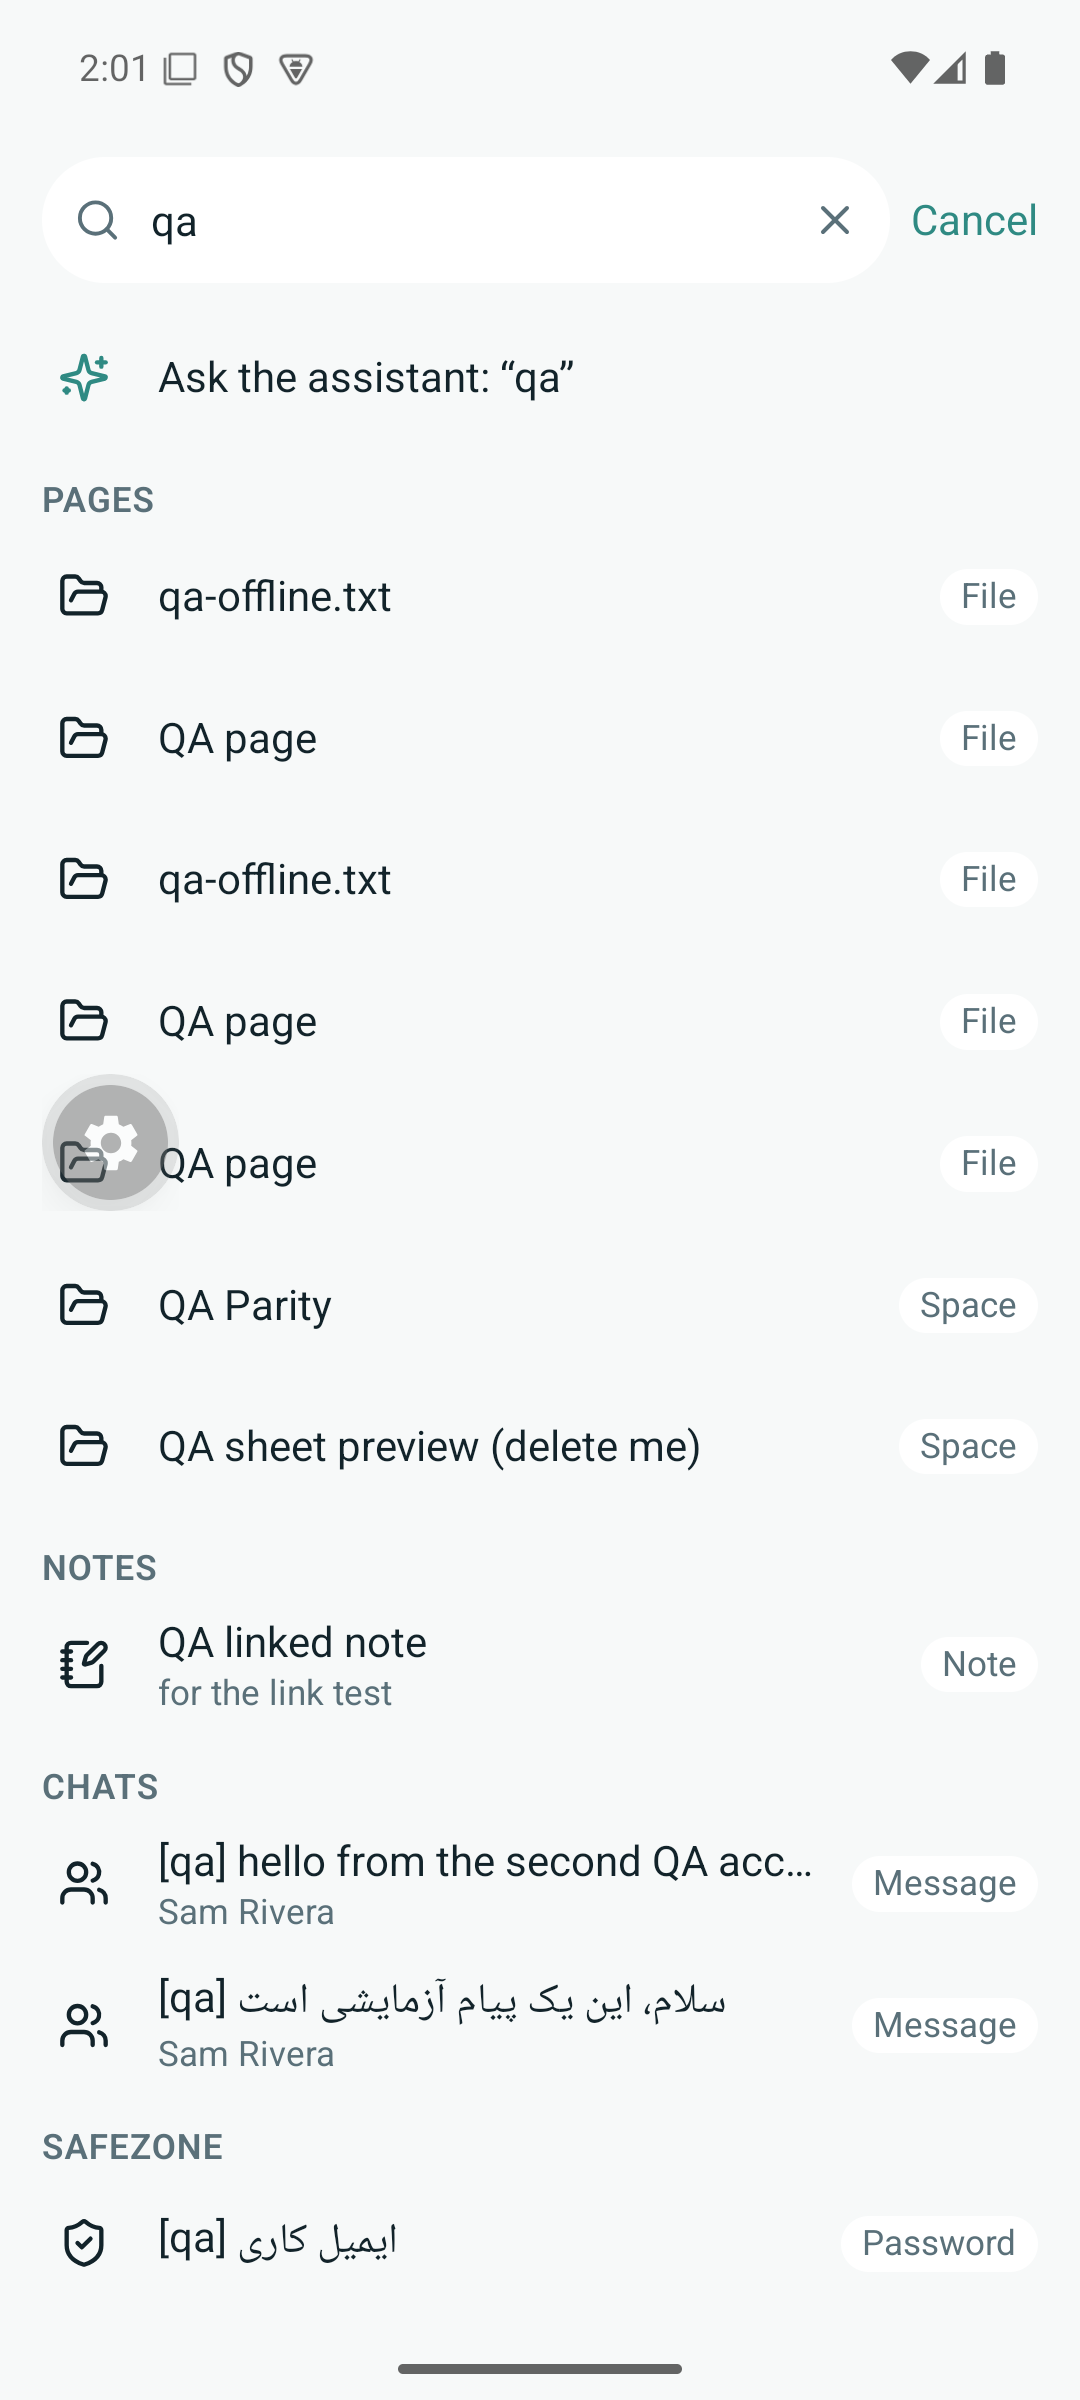 2:01
qa
Cancel
Ask the assistant: “qa”
PAGES
qa-offline.txt
File
QA page
File
qa-offline.txt
File
QA page
File
QA page
File
QA Parity
Space
QA sheet preview (delete me)
Space
NOTES
QA linked note
for the link test
Note
CHATS
[qa] hello from the second QA acc...
Sam Rivera
Message
[qa] سلام، این یک پیام آزمایشی است
Sam Rivera
Message
SAFEZONE
[qa] ایمیل کاری
Password